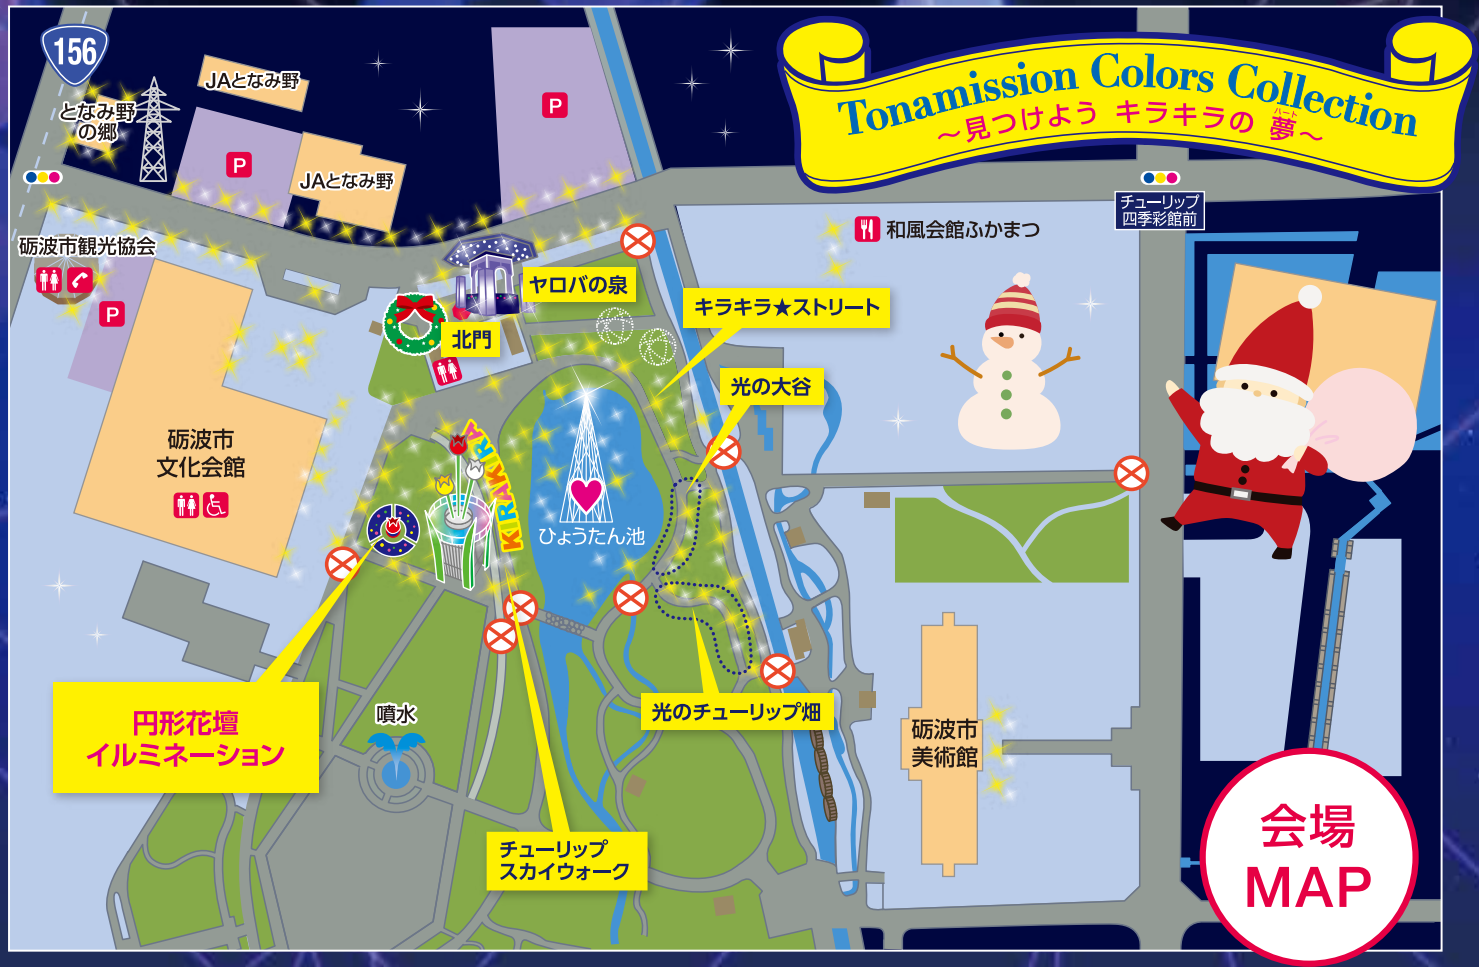 156
JAとなみ野
となみ野
の郷
P
P
JAとなみ野
Tonamission Colors Collection
～見つけよう キラキラの 夢～
ハート
チューリップ
四季彩館前
和風会館ふかまつ
砺波市観光協会
P
ヤロバの泉
北門
キラキラ★ストリート
光の大谷
砺波市
文化会館
KIRAKIRA
ひょうたん池
円形花壇
イルミネーション
噴水
光のチューリップ畑
チューリップ
スカイウォーク
砺波市
美術館
会場
MAP